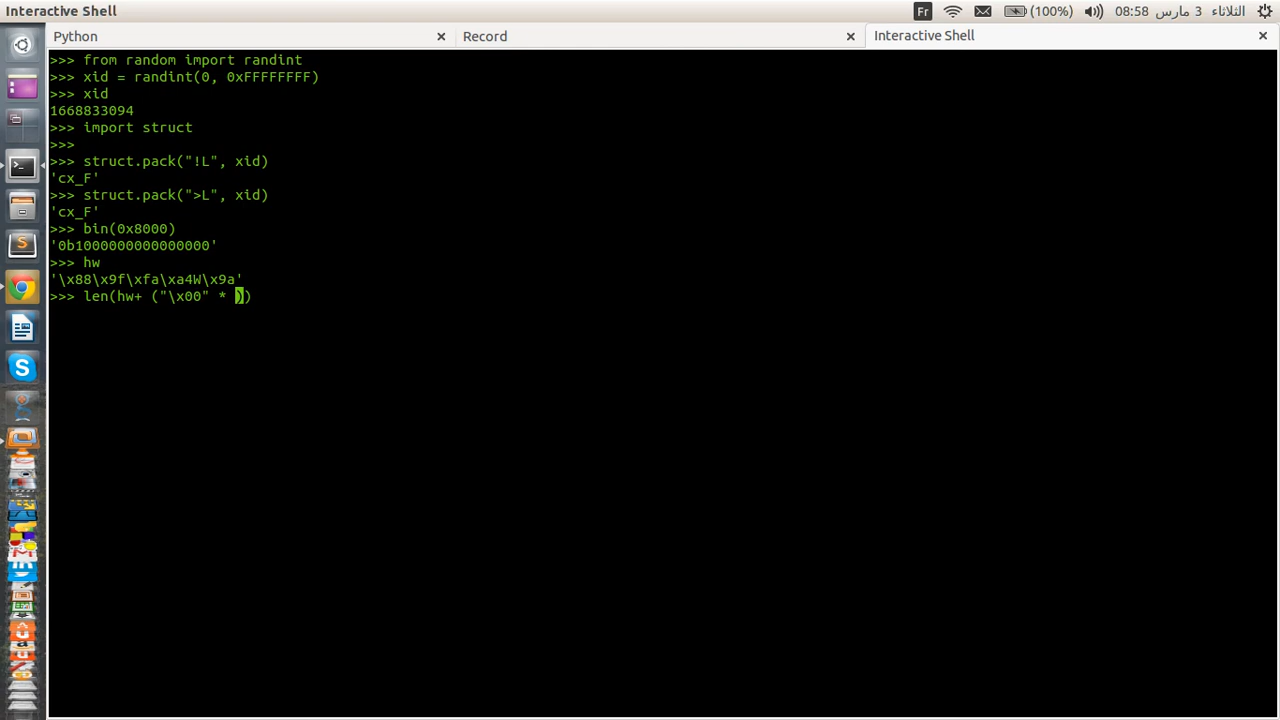 Interactive Shell
Fr (100%) 08:58 الثلاثاء 3 مارس
Python Record Interactive Shell
>>> from random import randint
>>> xid = randint(0, 0xFFFFFFFF)
>>> xid
1668833094
>>> import struct
>>>
>>> struct.pack("!L", xid)
'cx_F'
>>> struct.pack(">L", xid)
'cx_F'
>>> bin(0x8000)
'0b1000000000000000'
>>> hw
'\x88\x9f\xfa\xa4W\x9a'
>>> len(hw+ ("\x00" * ))